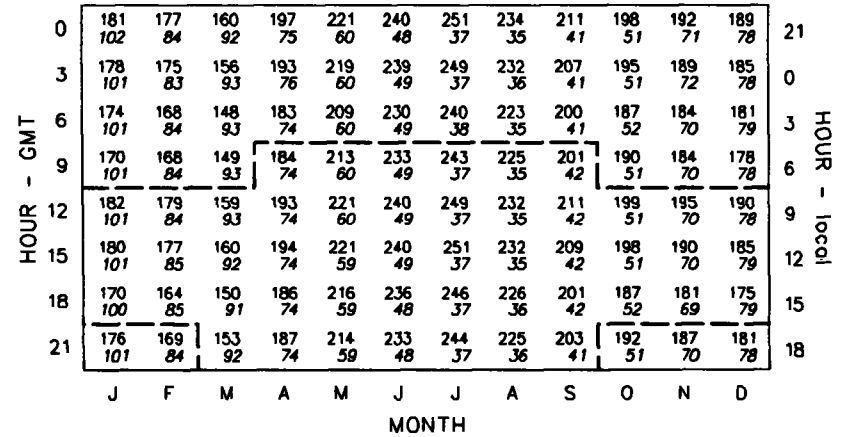 0 181 177 160 197 221 240 251 234 211 198 192 189 21
102 84 92 75 60 48 37 35 41 51 71 78
3 178 175 156 193 219 239 249 232 207 195 189 185 0
101 83 93 76 60 49 37 36 41 51 72 78
6 174 168 148 183 209 230 240 223 200 187 184 181 3
101 84 93 74 60 49 38 35 41 52 70 79
9 170 168 149 184 213 233 243 225 201 190 184 178 6
101 84 93 74 60 49 37 35 42 51 70 78
12 182 179 159 193 221 240 249 232 211 199 195 190 9
101 84 93 74 60 49 37 35 42 51 70 78
15 180 177 160 194 221 240 251 232 209 198 190 185 12
101 85 92 74 59 49 37 35 42 51 70 79
18 170 164 150 186 216 236 246 226 201 187 181 175 15
100 85 91 74 59 48 37 36 42 52 69 79
21 176 169 153 187 214 233 244 225 203 192 187 181 18
101 84 92 74 59 48 37 36 41 51 70 78
HOUR - GMT
HOUR - local
J F M A M J J A S O N D
MONTH